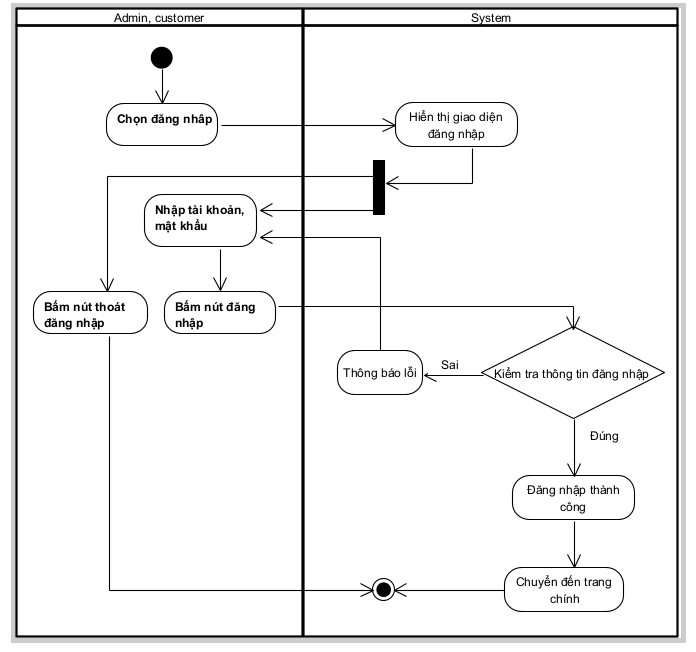 Admin, customer
System
Chọn đăng nhâp
Hiển thị giao diện
đăng nhập
Nhập tài khoản,
mật khẩu
Bấm nút thoát
đăng nhập
Bấm nút đăng
nhập
Thông báo lỗi
Sai
Kiểm tra thông tin đăng nhập
Đúng
Đăng nhập thành
công
Chuyển đến trang
chính